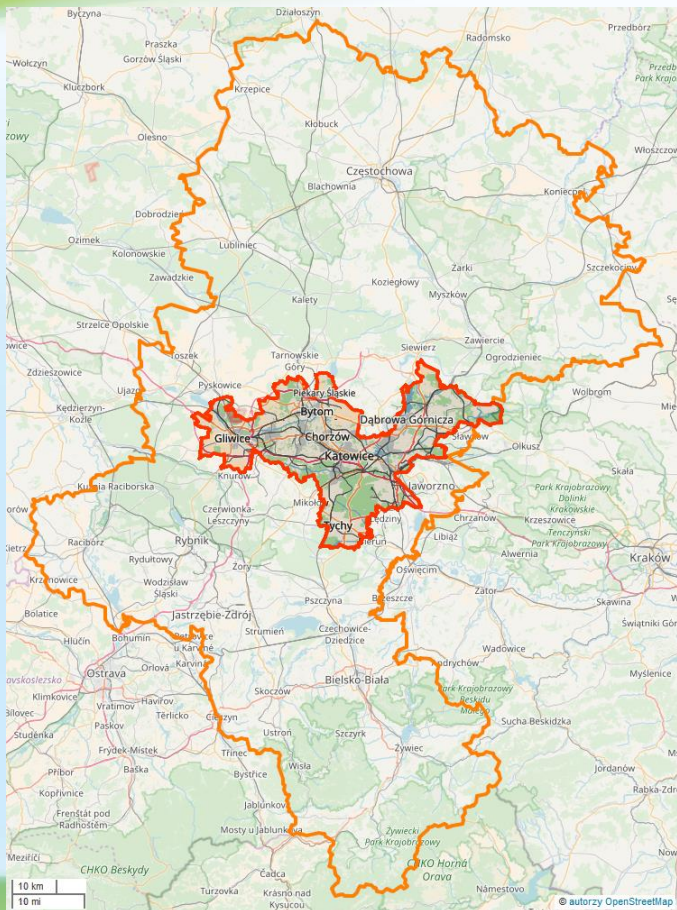 Byczyna
Działoszyn
Praszka
Radomsko
Przedbórz
Wołczyn
Gorzów Śląski
Kluczbork
Krzepice
Kłobuck
Olesno
Włoszczow
Częstochowa
Blachownia
Koniecpol
Dobrodzień
Ozimek
Lubliniec
Kolonowskie
Zawadzkie
Żarki
Szczekociny
Koziegłowy
Myszków
Kalety
Strzelce Opolskie
Siewierz
Zawiercie
Toszek
Tarnowskie
Góry
Ogrodzieniec
Zdzieszowice
Ujazd
Pyskowice
Piekary Śląskie
Wolbrom
Kędzierzyn-
Koźle
Bytom
Dąbrowa Górnicza
Gliwice
Chorzów
Sławków
Olkusz
Katowice
Skała
Knurów
Kuźnia Raciborska
Jaworzno
Park Krajobrazowy
Dolinki
Krakowskie
Mikołów
Czerwionka-
Leszczyny
Chrzanów
Krzeszowice
Tychy
Lędziny
Racibórz
Rybnik
Libiąż
Tenczyński
Park Krajobrazowy
Bieruń
Alwernia
Kraków
Rydułtowy
Żory
Oświęcim
Krzanowice
Wodzisław
Śląski
Brzeszcze
Zator
Pszczyna
Skawina
Bolatice
Jastrzębie-Zdrój
Świątniki Gór
Strumień
Czechowice-
Dziedzice
Hlučín
Bohumín
Petrovice
u Karviné
Wadowice
Orlová
Karviná
Andrychów
Ostrava
Bielsko-Biała
Myślenice
Klimkovice
Havířov
Skoczów
Park Krajobrazowy
Beskidu
Małego
Bílovec
Vratimov
Těrlicko
Cieszyn
Sucha Beskidzka
Paskov
Studénka
Ustroń
Szczyrk
Żywiec
Frýdek-Místek
Třinec
Příbor
Baška
Wisła
Jordanów
Bystřice
Kopřivnice
Rabka-Zdr
Jablunkov
Frenštát pod
Radhoštěm
Mosty u Jablunkova
Żywiecki
Park Krajobrazowy
CHKO Beskydy
CHKO Horná
Orava
Čadca
Turzovka
Krásno nad
Kysucou
Námestovo
10 km
10 mi
© autorzy OpenStreetMap